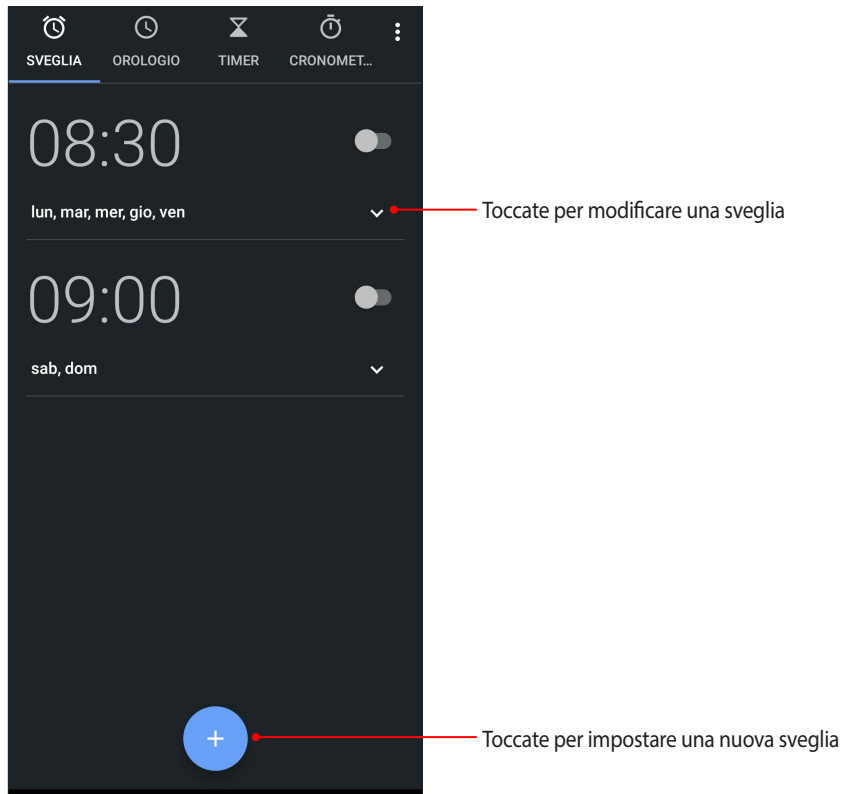 SVEGLIA OROLOGIO TIMER CRONOMET...
08:30
lun, mar, mer, gio, ven
Toccate per modificare una sveglia
09:00
sab, dom
Toccate per impostare una nuova sveglia